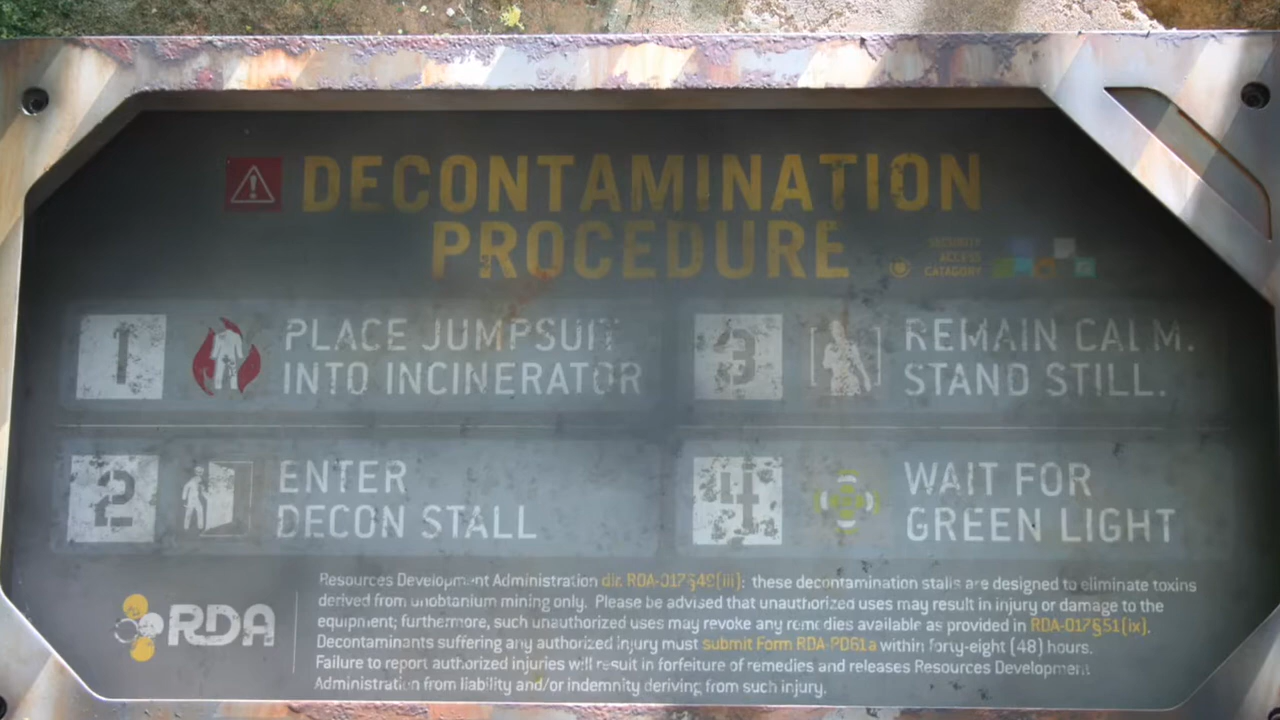 DECONTAMINATION
PROCEDURE
SECURITY
ACCESS
CATAGORY
1
PLACE JUMPSUIT
INTO INCINERATOR
2
ENTER
DECON STALL
3
REMAIN CALM.
STAND STILL.
4
WAIT FOR
GREEN LIGHT
RDA
Resources Development Administration dir. RDA-017§49(iii): these decontamination stalls are designed to eliminate toxins
derived from unobtanium mining only. Please be advised that unauthorized uses may result in injury or damage to the
equipment; furthermore, such unauthorized uses may revoke any remedies available as provided in RDA-017§51(ix).
Decontaminants suffering any authorized injury must submit Form RDA-PD61a within forty-eight (48) hours.
Failure to report authorized injuries will result in forfeiture of remedies and releases Resources Development
Administration from liability and/or indemnity deriving from such injury.